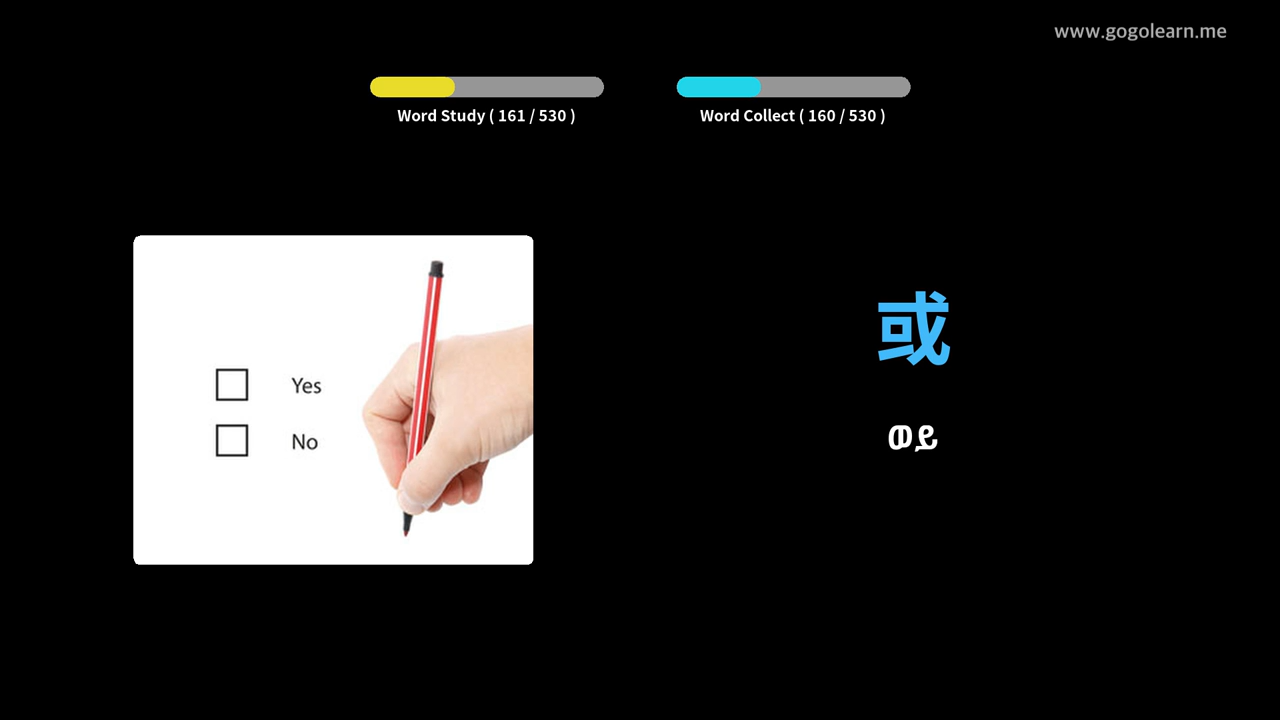 www.gogolearn.me
Word Study ( 161 / 530 )
Word Collect ( 160 / 530 )
Yes
No
或
ወይ